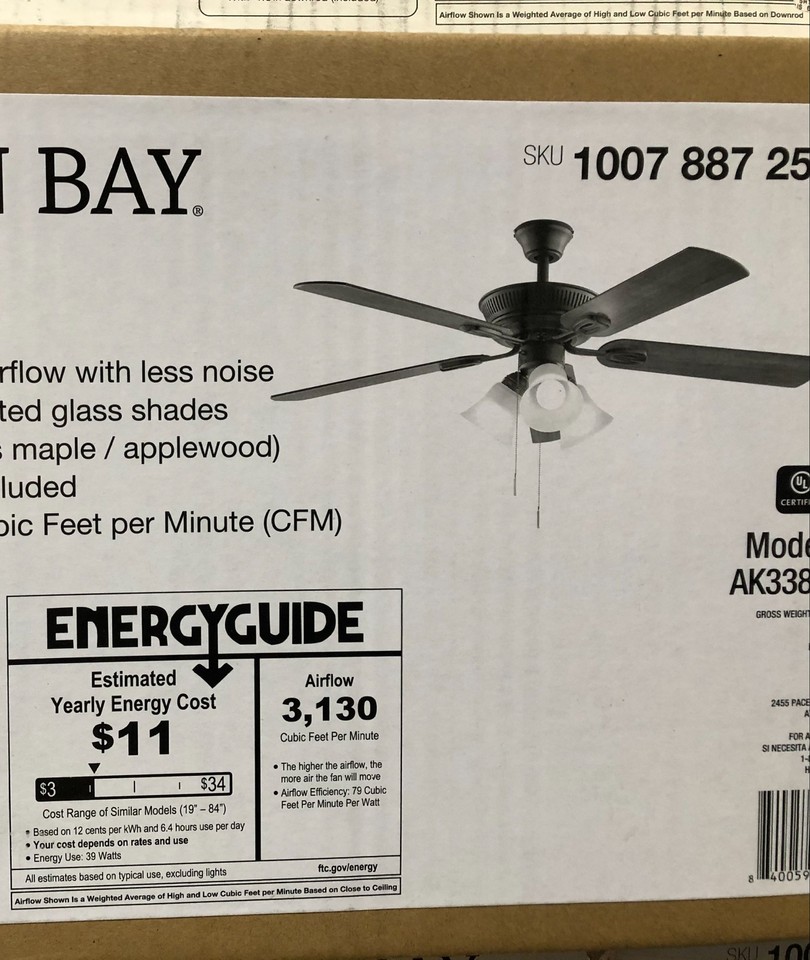 Airflow Shown Is a Weighted Average of High and Low Cubic Feet per Minute Based on Downrod
N BAY®
SKU 1007 887 25
rflow with less noise
ted glass shades
s maple / applewood)
luded
bic Feet per Minute (CFM)
UL
CERTIFI
Mode
AK338
GROSS WEIGHT
ENERGYGUIDE
Estimated
Yearly Energy Cost
$11
$3 $34
Cost Range of Similar Models (19" – 84")
• Based on 12 cents per kWh and 6.4 hours use per day
• Your cost depends on rates and use
• Energy Use: 39 Watts
Airflow
3,130
Cubic Feet Per Minute
• The higher the airflow, the
more air the fan will move
• Airflow Efficiency: 79 Cubic
Feet Per Minute Per Watt
All estimates based on typical use, excluding lights
ftc.gov/energy
Airflow Shown Is a Weighted Average of High and Low Cubic Feet per Minute Based on Close to Ceiling
2455 PACE
A
FOR A
SI NECESITA A
1-
H
8 40059
SKU 100